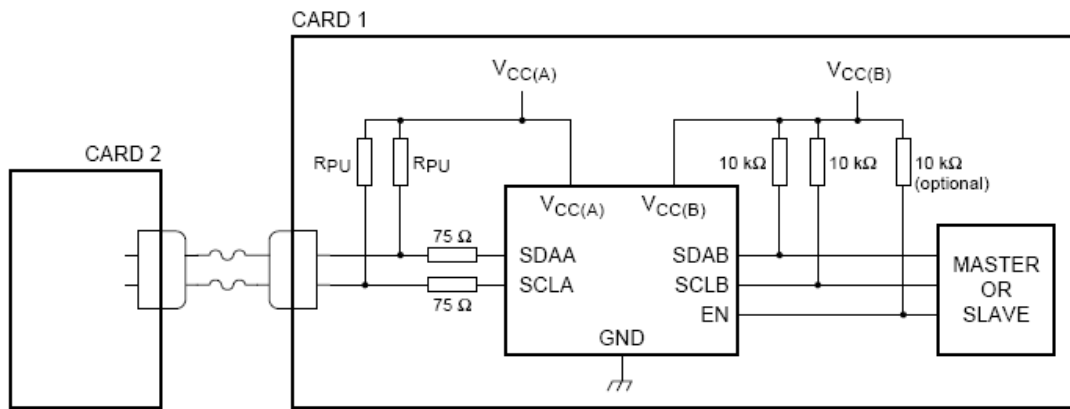 CARD 1
VCC(A)
VCC(B)
CARD 2
RPU
RPU
10 kΩ
10 kΩ
10 kΩ
(optional)
VCC(A)
VCC(B)
75 Ω
SDAA
SDAB
SCLA
SCLB
75 Ω
EN
GND
MASTER
OR
SLAVE